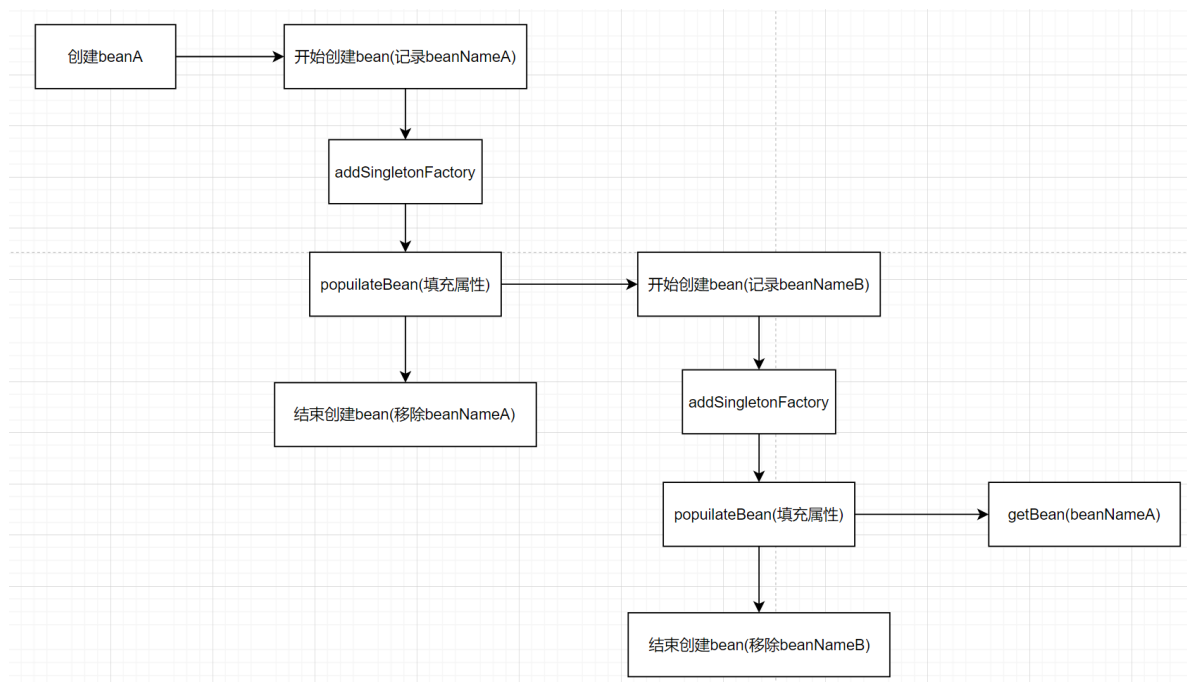 创建beanA
开始创建bean(记录beanNameA)
addSingletonFactory
popuilateBean(填充属性)
开始创建bean(记录beanNameB)
结束创建bean(移除beanNameA)
addSingletonFactory
popuilateBean(填充属性)
getBean(beanNameA)
结束创建bean(移除beanNameB)